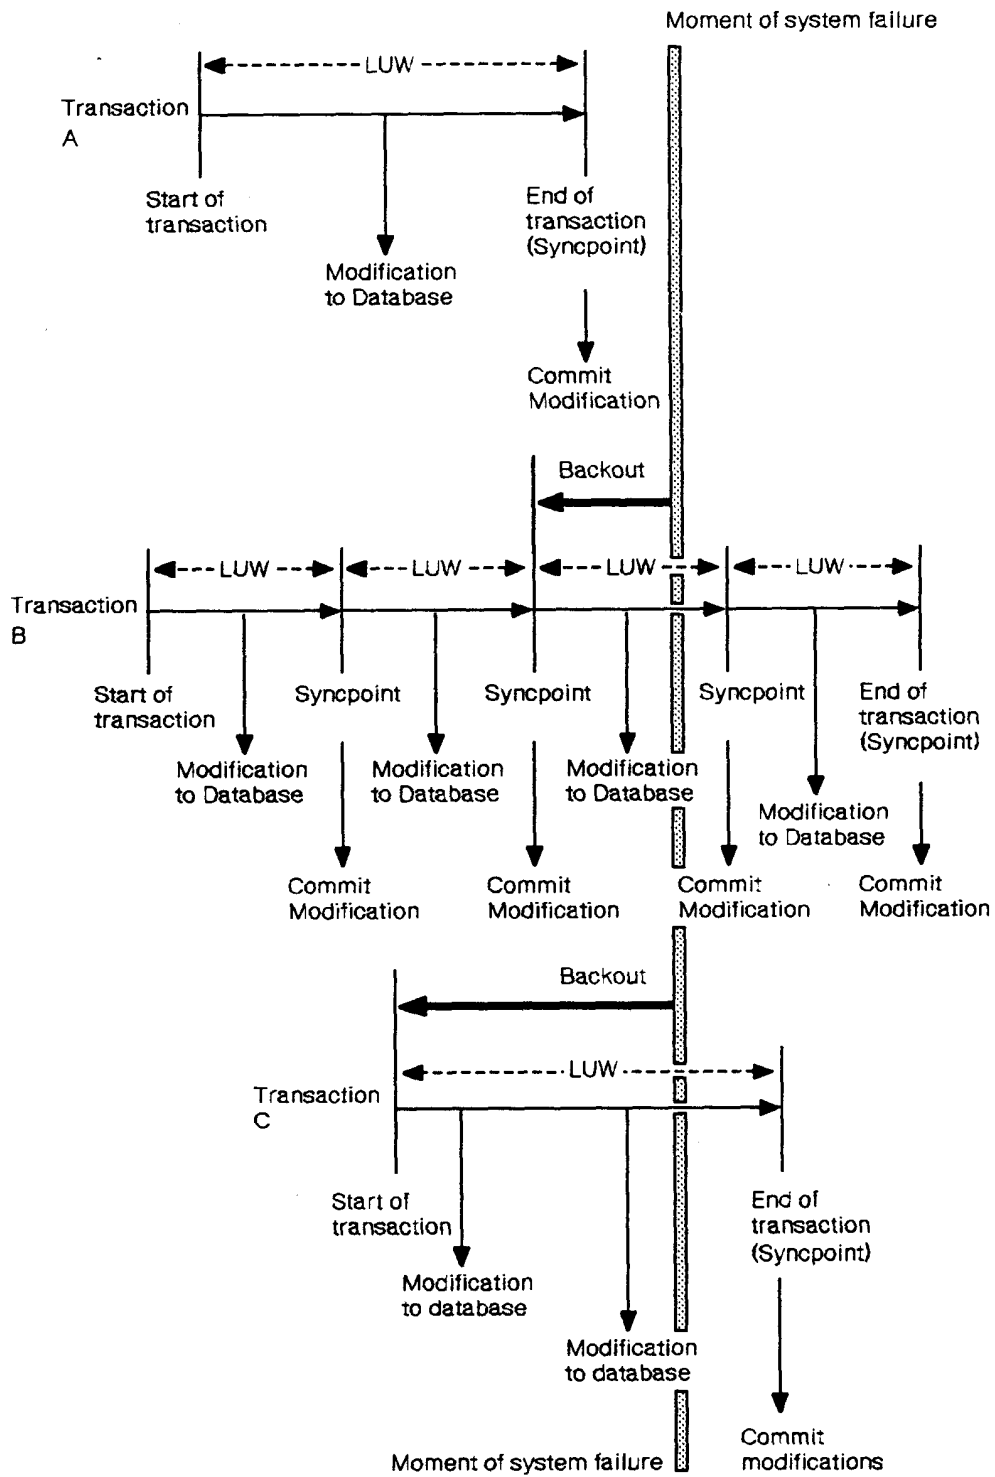 Moment of system failure
LUW
Transaction
A
Start of
transaction
End of
transaction
(Syncpoint)
Modification
to Database
Commit
Modification
Backout
LUW
LUW
LUW
LUW
Transaction
B
Start of
transaction
Syncpoint
Syncpoint
Syncpoint
End of
transaction
(Syncpoint)
Modification
to Database
Modification
to Database
Modification
to Database
Modification
to Database
Commit
Modification
Commit
Modification
Commit
Modification
Commit
Modification
Backout
LUW
Transaction
C
Start of
transaction
End of
transaction
(Syncpoint)
Modification
to database
Modification
to database
Commit
modifications
Moment of system failure